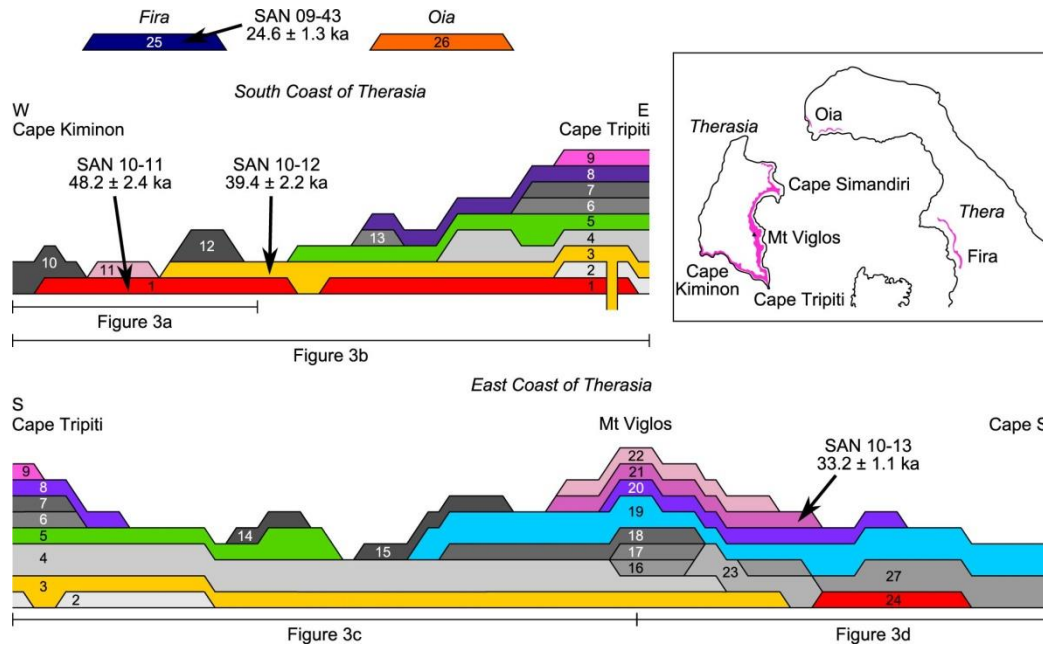 Fira
SAN 09-43
24.6 ± 1.3 ka
Oia
25
26
South Coast of Therasia
W
Cape Kiminon
E
Cape Tripiti
SAN 10-11
48.2 ± 2.4 ka
SAN 10-12
39.4 ± 2.2 ka
9
8
7
6
5
13
12
4
10
11
3
2
1
1
Figure 3a
Figure 3b
Oia
Therasia
Cape Simandiri
Thera
Mt Viglos
Fira
Cape
Kiminon
Cape Tripiti
East Coast of Therasia
S
Cape Tripiti
Mt Viglos
Cape S
SAN 10-13
33.2 ± 1.1 ka
22
9
21
8
20
7
19
6
14
18
5
15
17
4
16
23
27
3
2
24
Figure 3c
Figure 3d